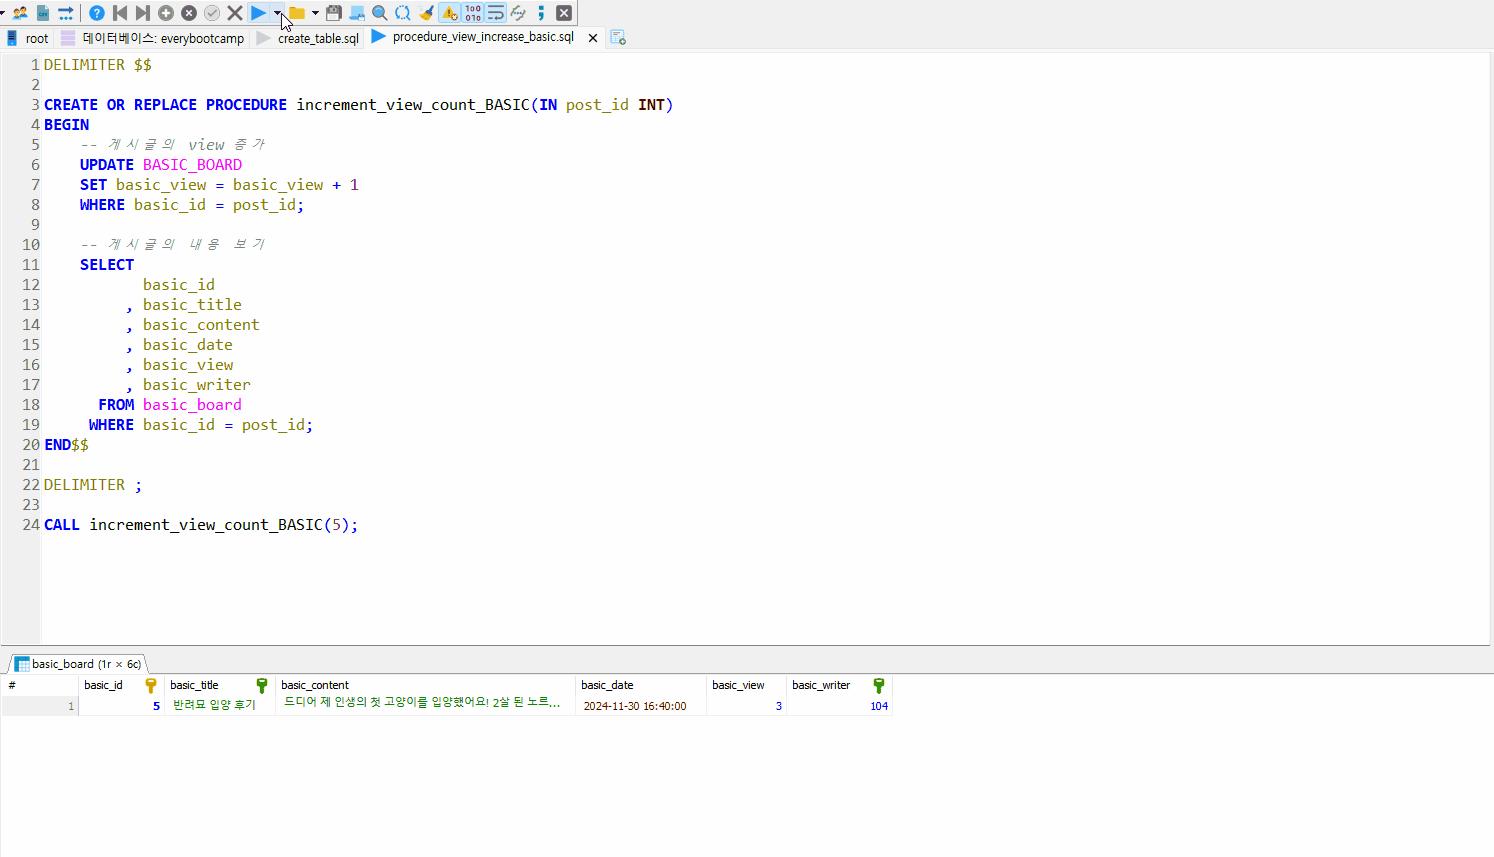 root 데이터베이스: everybootcamp create_table.sql procedure_view_increase_basic.sql
1 DELIMITER $$
2
3 CREATE OR REPLACE PROCEDURE increment_view_count_BASIC(IN post_id INT)
4 BEGIN
5 -- 게시글의 view 증가
6 UPDATE BASIC_BOARD
7 SET basic_view = basic_view + 1
8 WHERE basic_id = post_id;
9
10 -- 게시글의 내용 보기
11 SELECT
12 basic_id
13 , basic_title
14 , basic_content
15 , basic_date
16 , basic_view
17 , basic_writer
18 FROM basic_board
19 WHERE basic_id = post_id;
20 END$$
21
22 DELIMITER ;
23
24 CALL increment_view_count_BASIC(5);
basic_board (1r × 6c)
# basic_id basic_title basic_content basic_date basic_view basic_writer
1 5 반려묘 입양 후기 드디어 제 인생의 첫 고양이를 입양했어요! 2살 된 노르... 2024-11-30 16:40:00 3 104